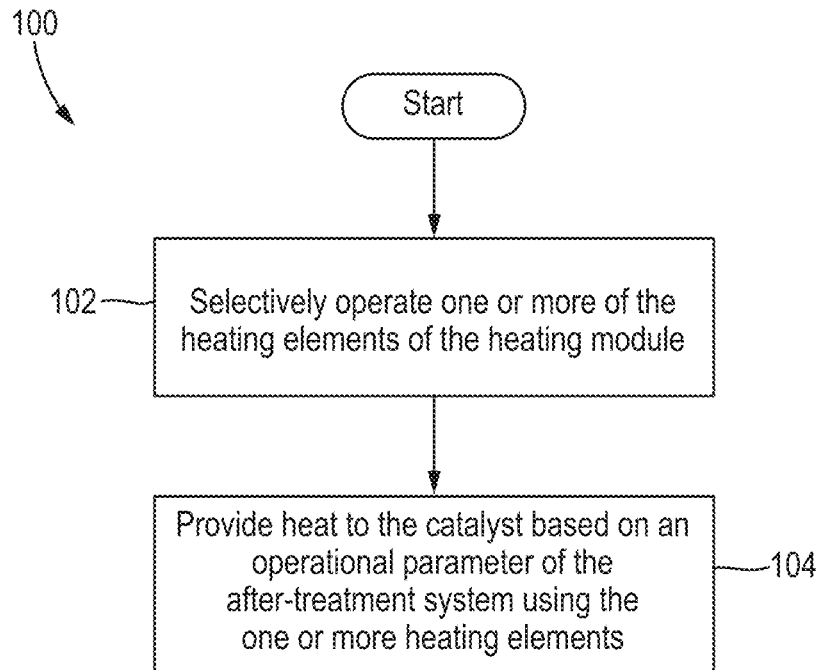 100
Start
102
Selectively operate one or more of the
heating elements of the heating module
Provide heat to the catalyst based on an
operational parameter of the
after-treatment system using the
one or more heating elements
104